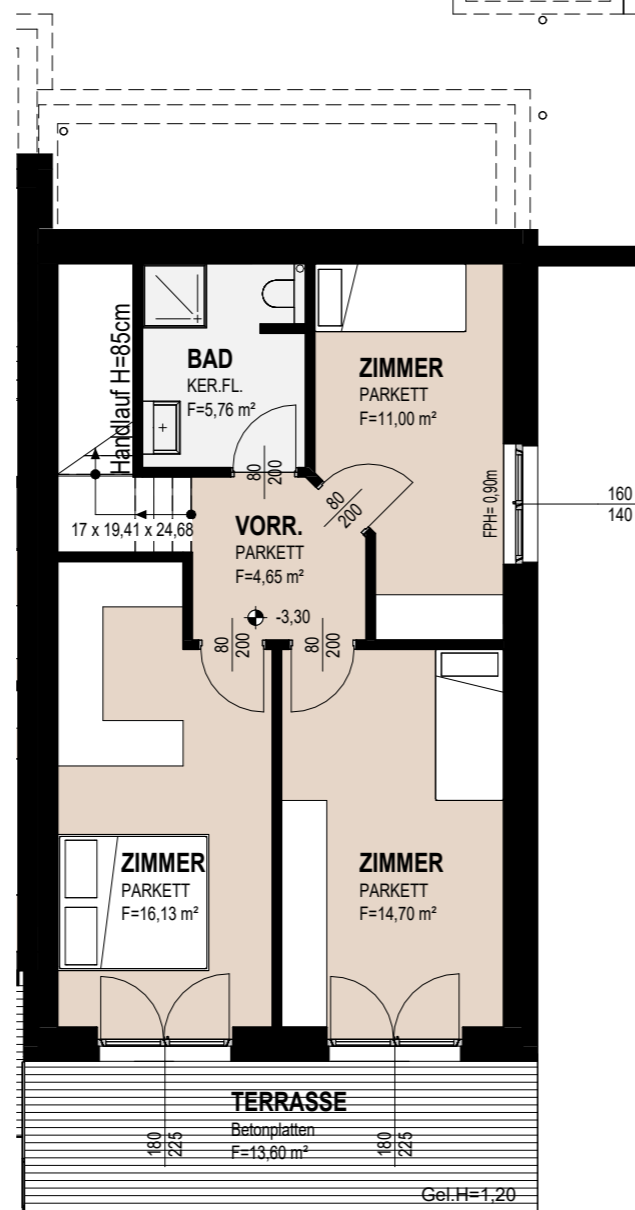 Handlauf H=85cm
BAD
KER.FL.
F=5,76 m²
80
200
ZIMMER
PARKETT
F=11,00 m²
80
200
FPH= 0,90m
160
140
17 x 19,41 x 24,68
VORR.
PARKETT
F=4,65 m²
-3,30
80
200
80
200
ZIMMER
PARKETT
F=16,13 m²
ZIMMER
PARKETT
F=14,70 m²
TERRASSE
Betonplatten
F=13,60 m²
180
225
180
225
Gel.H=1,20